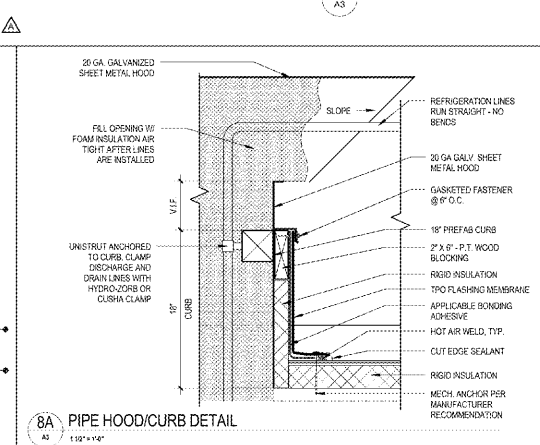 A3
A
20 GA. GALVANIZED
SHEET METAL HOOD
SLOPE
REFRIGERATION LINES
RUN STRAIGHT - NO
BENDS
FILL OPENING W/
FOAM INSULATION AIR
TIGHT AFTER LINES
ARE INSTALLED
20 GA GALV. SHEET
METAL HOOD
GASKETED FASTENER
@ 6" O.C.
V.I.F.
18" PREFAB CURB
UNISTRUT ANCHORED
TO CURB. CLAMP
DISCHARGE AND
DRAIN LINES WITH
HYDRO-ZORB OR
CUSHA CLAMP
2" X 6" - P.T. WOOD
BLOCKING
RIGID INSULATION
TPO FLASHING MEMBRANE
18"
CURB
APPLICABLE BONDING
ADHESIVE
HOT AIR WELD, TYP.
CUT EDGE SEALANT
RIGID INSULATION
MECH. ANCHOR PER
MANUFACTURER
RECOMMENDATION
8A
A3
PIPE HOOD/CURB DETAIL
1 1/2" = 1'-0"